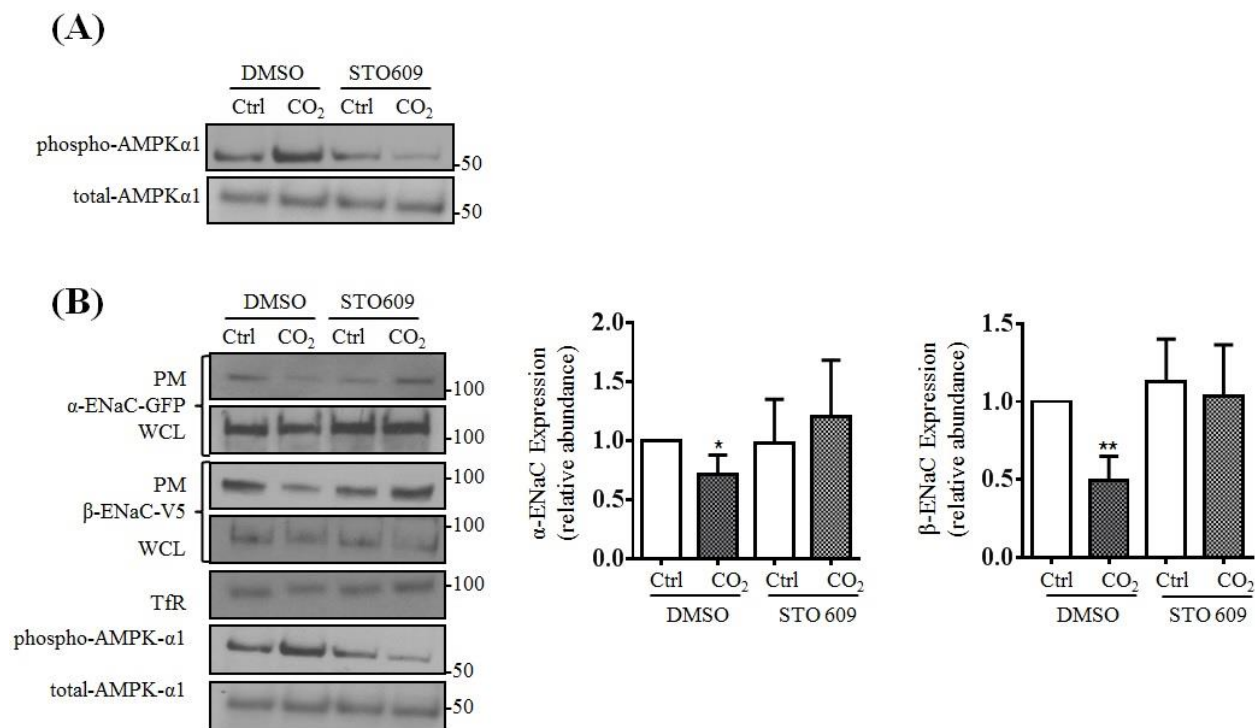 (A)
DMSO STO609
Ctrl CO₂ Ctrl CO₂
phospho-AMPKα1
-50
total-AMPKα1
-50
(B)
DMSO STO609
Ctrl CO₂ Ctrl CO₂
PM
-100
α-ENaC-GFP
WCL
-100
PM
-100
β-ENaC-V5
-100
WCL
TfR
-100
phospho-AMPK-α1
-50
total-AMPK-α1
-50
α-ENaC Expression
(relative abundance)
2.0
1.5
1.0
0.5
0.0
*
Ctrl CO₂ Ctrl CO₂
DMSO STO 609
β-ENaC Expression
(relative abundance)
1.5
1.0
0.5
0.0
**
Ctrl CO₂ Ctrl CO₂
DMSO STO 609